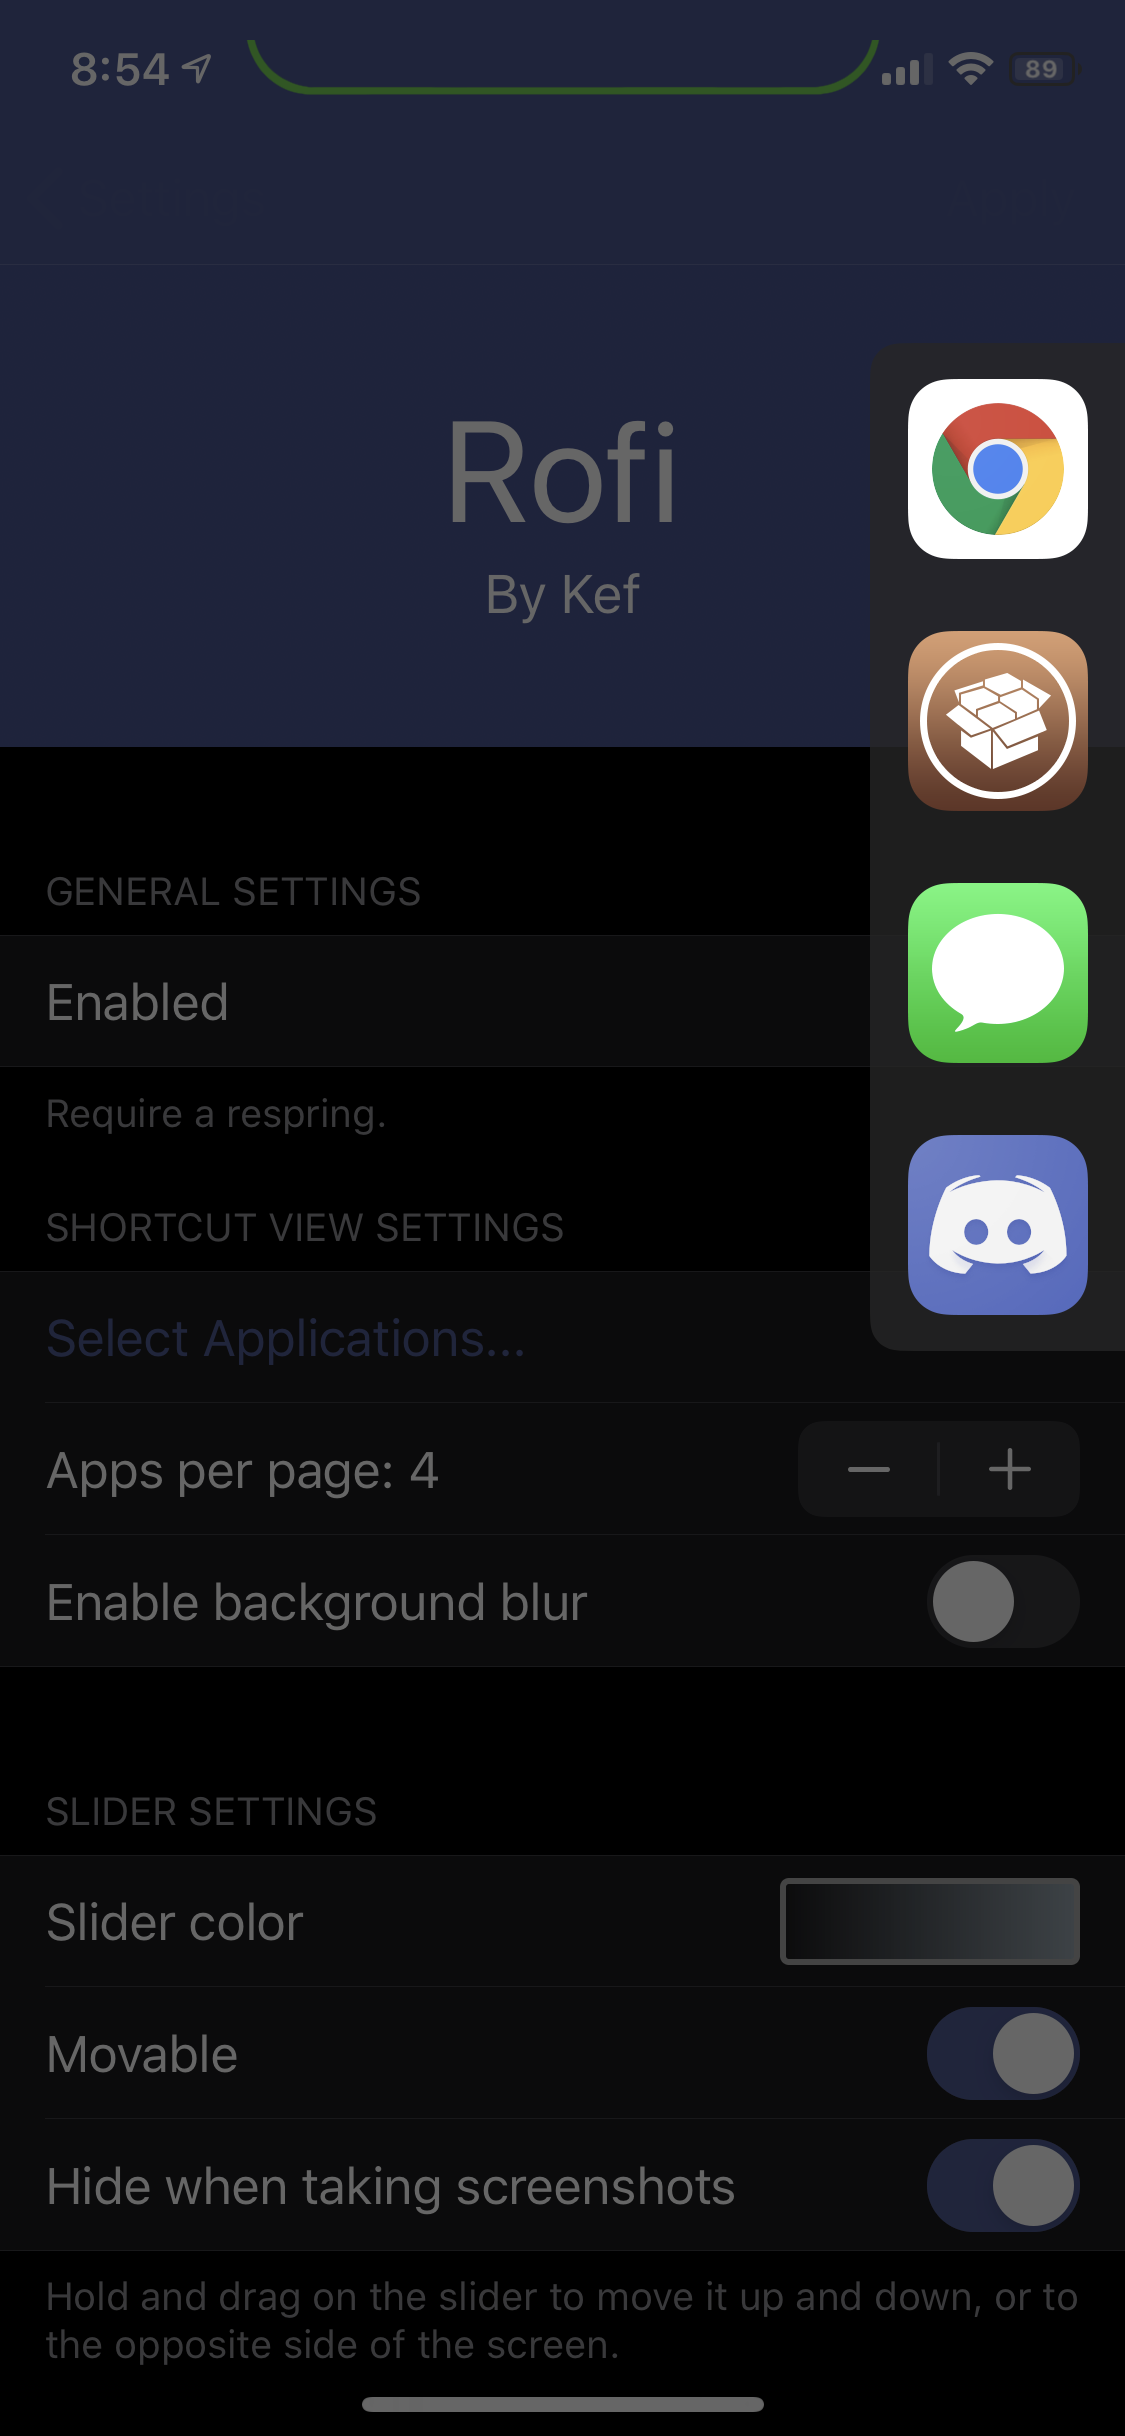 8:54
89
Rofi
By Kef
GENERAL SETTINGS
Enabled
Require a respring.
SHORTCUT VIEW SETTINGS
Select Applications...
Apps per page: 4
Enable background blur
SLIDER SETTINGS
Slider color
Movable
Hide when taking screenshots
Hold and drag on the slider to move it up and down, or to
the opposite side of the screen.